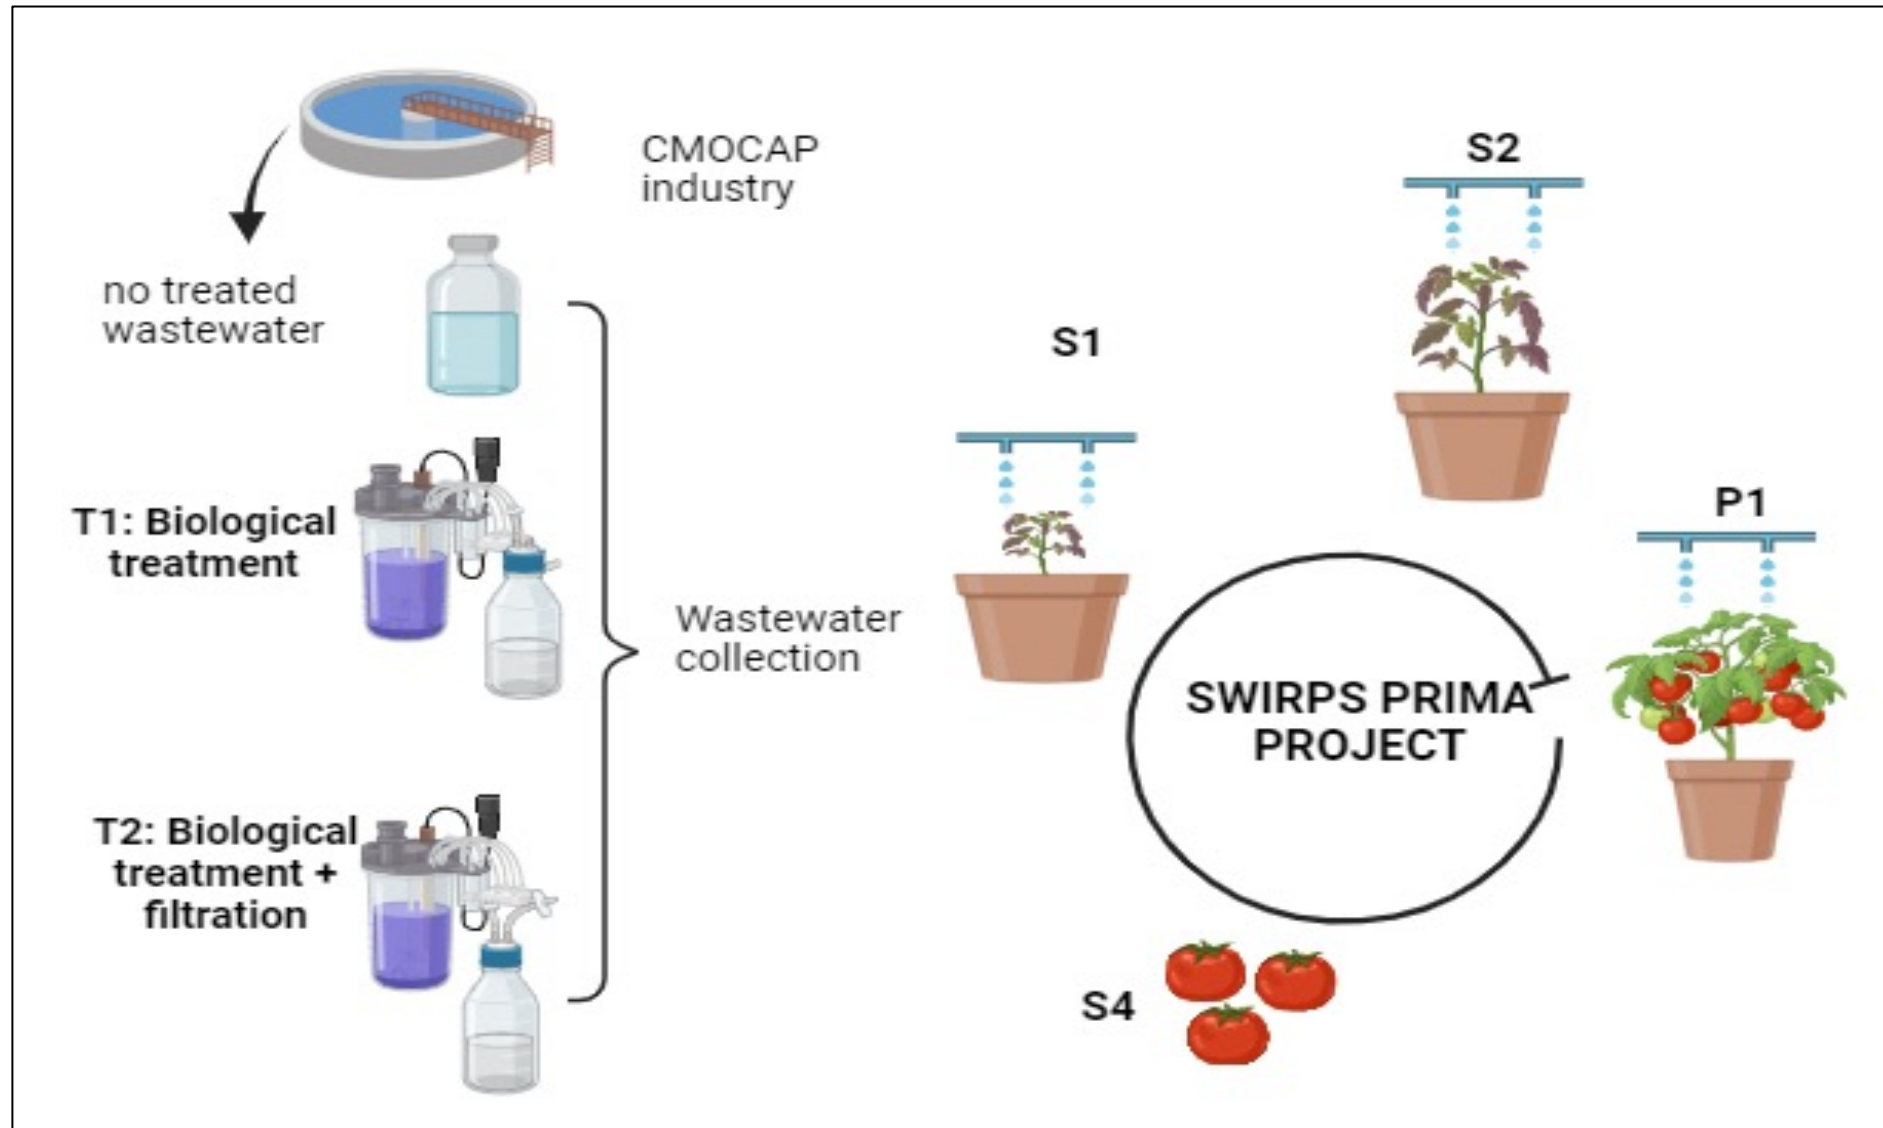 CMOCAP
industry
no treated
wastewater
T1: Biological
treatment
T2: Biological
treatment +
filtration
Wastewater
collection
S1
S2
P1
SWIRPS PRIMA
PROJECT
S4